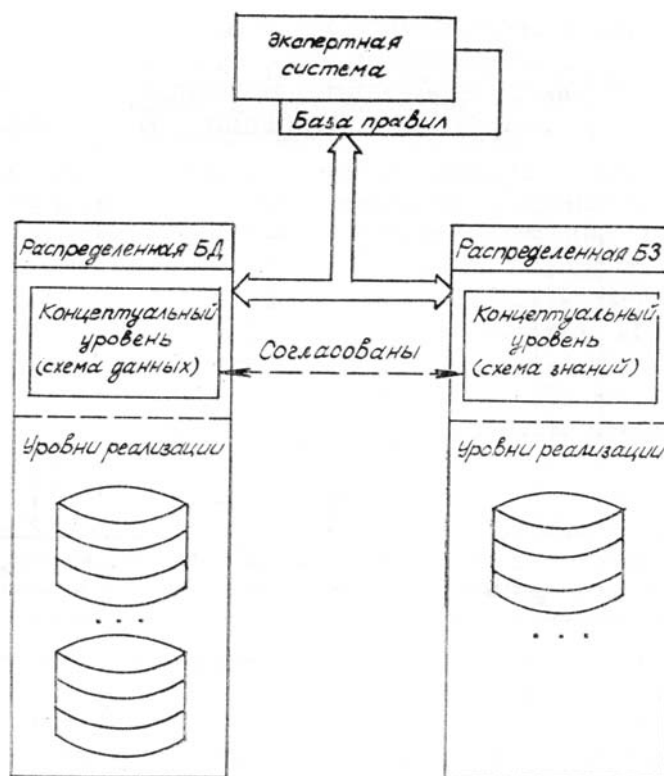 Экспертная
система
База правил
Распределенная БД
Распределенная БЗ
Концептуальный
уровень
(схема данных)
Согласованы
Концептуальный
уровень
(схема знаний)
Уровни реализации
Уровни реализации
. . .
. . .